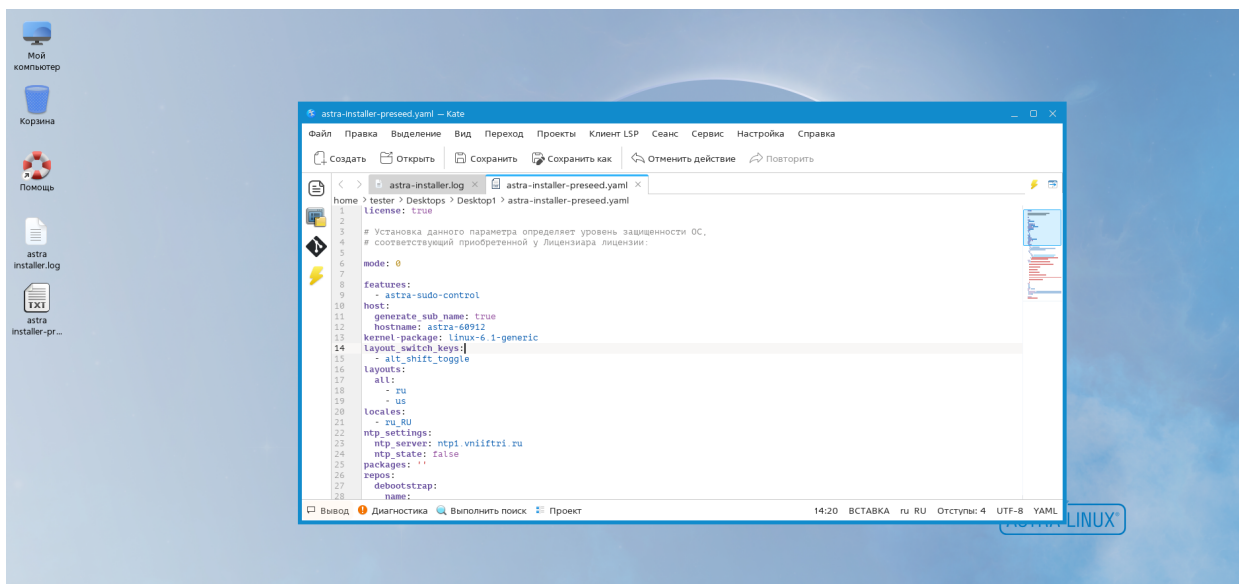 Мой
компьютер
Корзина
Помощь
astra
installer.log
TXT
astra
installer-pr...
astra-installer-preseed.yaml — Kate
Файл Правка Выделение Вид Переход Проекты Клиент LSP Сеанс Сервис Настройка Справка
Создать Открыть Сохранить Сохранить как Отменить действие Повторить
astra-installer.log astra-installer-preseed.yaml
home > tester > Desktops > Desktop1 > astra-installer-preseed.yaml
1 license: true
2
3 # Установка данного параметра определяет уровень защищенности ОС,
4 # соответствующий приобретенной у Лицензиара лицензии:
5
6 mode: 0
7
8 features:
9 - astra-sudo-control
10 host:
11 generate_sub_name: true
12 hostname: astra-60912
13 kernel-package: linux-6.1-generic
14 layout_switch_keys:
15 - alt_shift_toggle
16 layouts:
17 all:
18 - ru
19 - us
20 locales:
21 - ru_RU
22 ntp_settings:
23 ntp_server: ntp1.vniiftri.ru
24 ntp_state: false
25 packages: ''
26 repos:
27 debootstrap:
28 name:
Вывод Диагностика Выполнить поиск Проект 14:20 ВСТАВКА ru RU Отступы: 4 UTF-8 YAML
ASTRA LINUX®